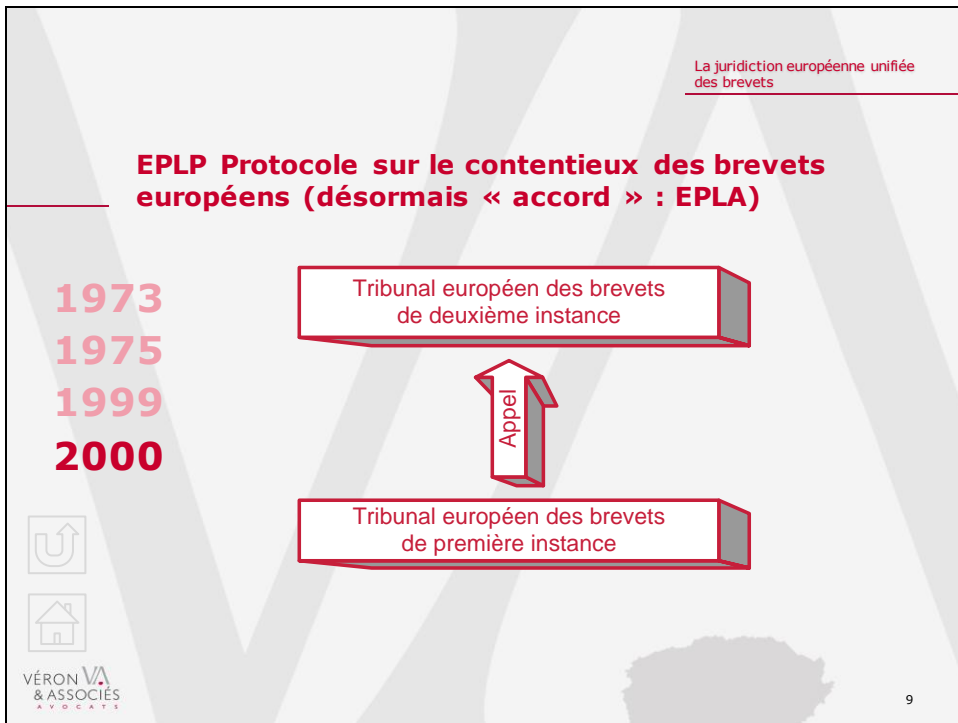 La juridiction européenne unifiée
des brevets
EPLP Protocole sur le contentieux des brevets
européens (désormais « accord » : EPLA)
1973
1975
1999
2000
Tribunal européen des brevets
de deuxième instance
Appel
Tribunal européen des brevets
de première instance
VÉRON VA
& ASSOCIÉS
AVOCATS
9